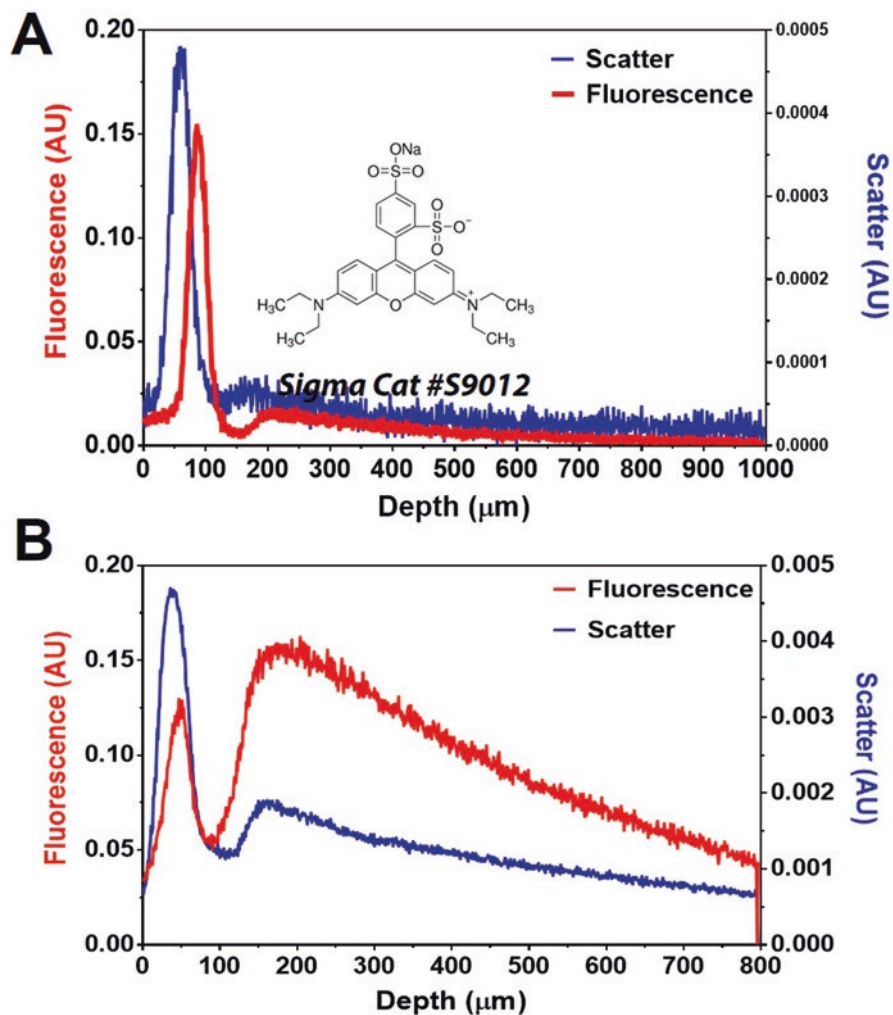 A
Fluorescence (AU)
0.20
0.15
0.10
0.05
0.00
Scatter
Fluorescence
ONa
O=S=O
O
S-O⁻
O
H₃C
N
H₃C
O
N⁺
CH₃
CH₃
Sigma Cat #S9012
0.0005
0.0004
0.0003
0.0002
0.0001
0.0000
Scatter (AU)
0 100 200 300 400 500 600 700 800 900 1000
Depth (μm)
B
Fluorescence (AU)
0.20
0.15
0.10
0.05
0.00
Fluorescence
Scatter
0.005
0.004
0.003
0.002
0.001
0.000
Scatter (AU)
0 100 200 300 400 500 600 700 800
Depth (μm)